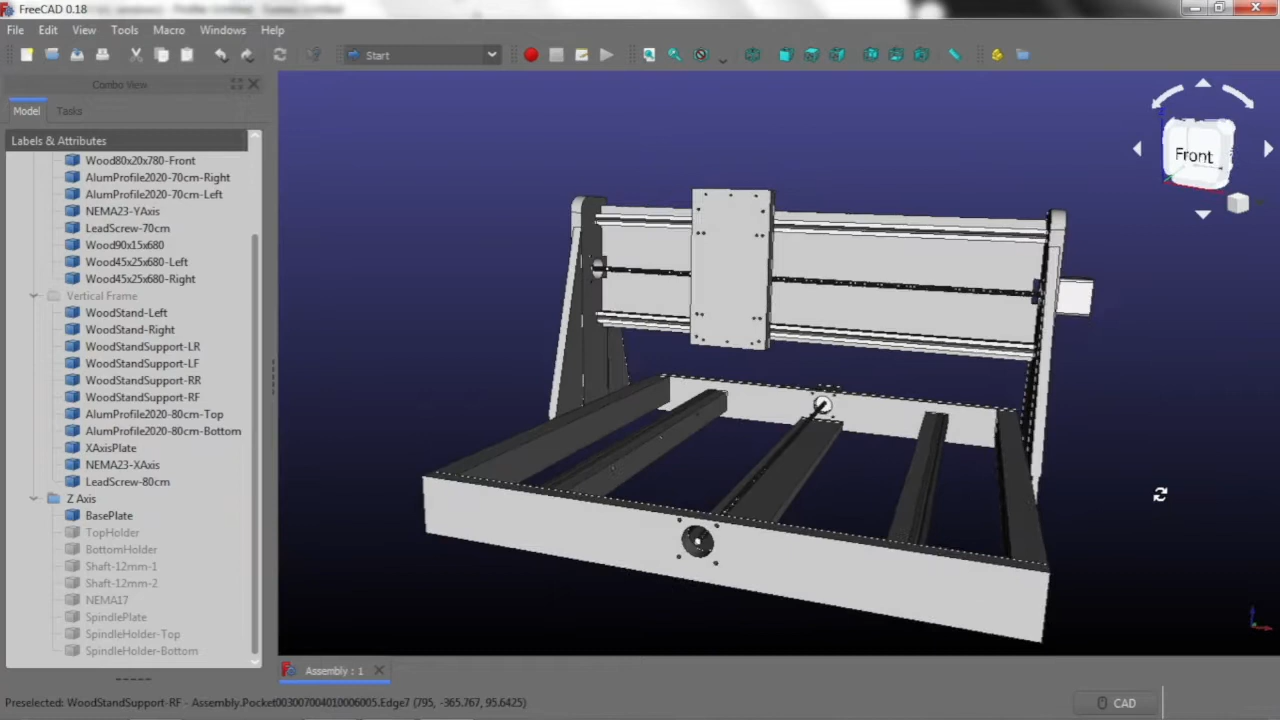 FreeCAD 0.18
File Edit View Tools Macro Windows Help
Start
Combo View
Model Tasks
Labels & Attributes
Wood80x20x780-Front
AlumProfile2020-70cm-Right
AlumProfile2020-70cm-Left
NEMA23-YAxis
LeadScrew-70cm
Wood90x15x680
Wood45x25x680-Left
Wood45x25x680-Right
Vertical Frame
WoodStand-Left
WoodStand-Right
WoodStandSupport-LR
WoodStandSupport-LF
WoodStandSupport-RR
WoodStandSupport-RF
AlumProfile2020-80cm-Top
AlumProfile2020-80cm-Bottom
XAxisPlate
NEMA23-XAxis
LeadScrew-80cm
Z Axis
BasePlate
TopHolder
BottomHolder
Shaft-12mm-1
Shaft-12mm-2
NEMA17
SpindlePlate
SpindleHolder-Top
SpindleHolder-Bottom
Front
Assembly : 1
Preselected: WoodStandSupport-RF - Assembly.Pocket003007004010006005.Edge7 (795, -365.767, 95.6425)
CAD